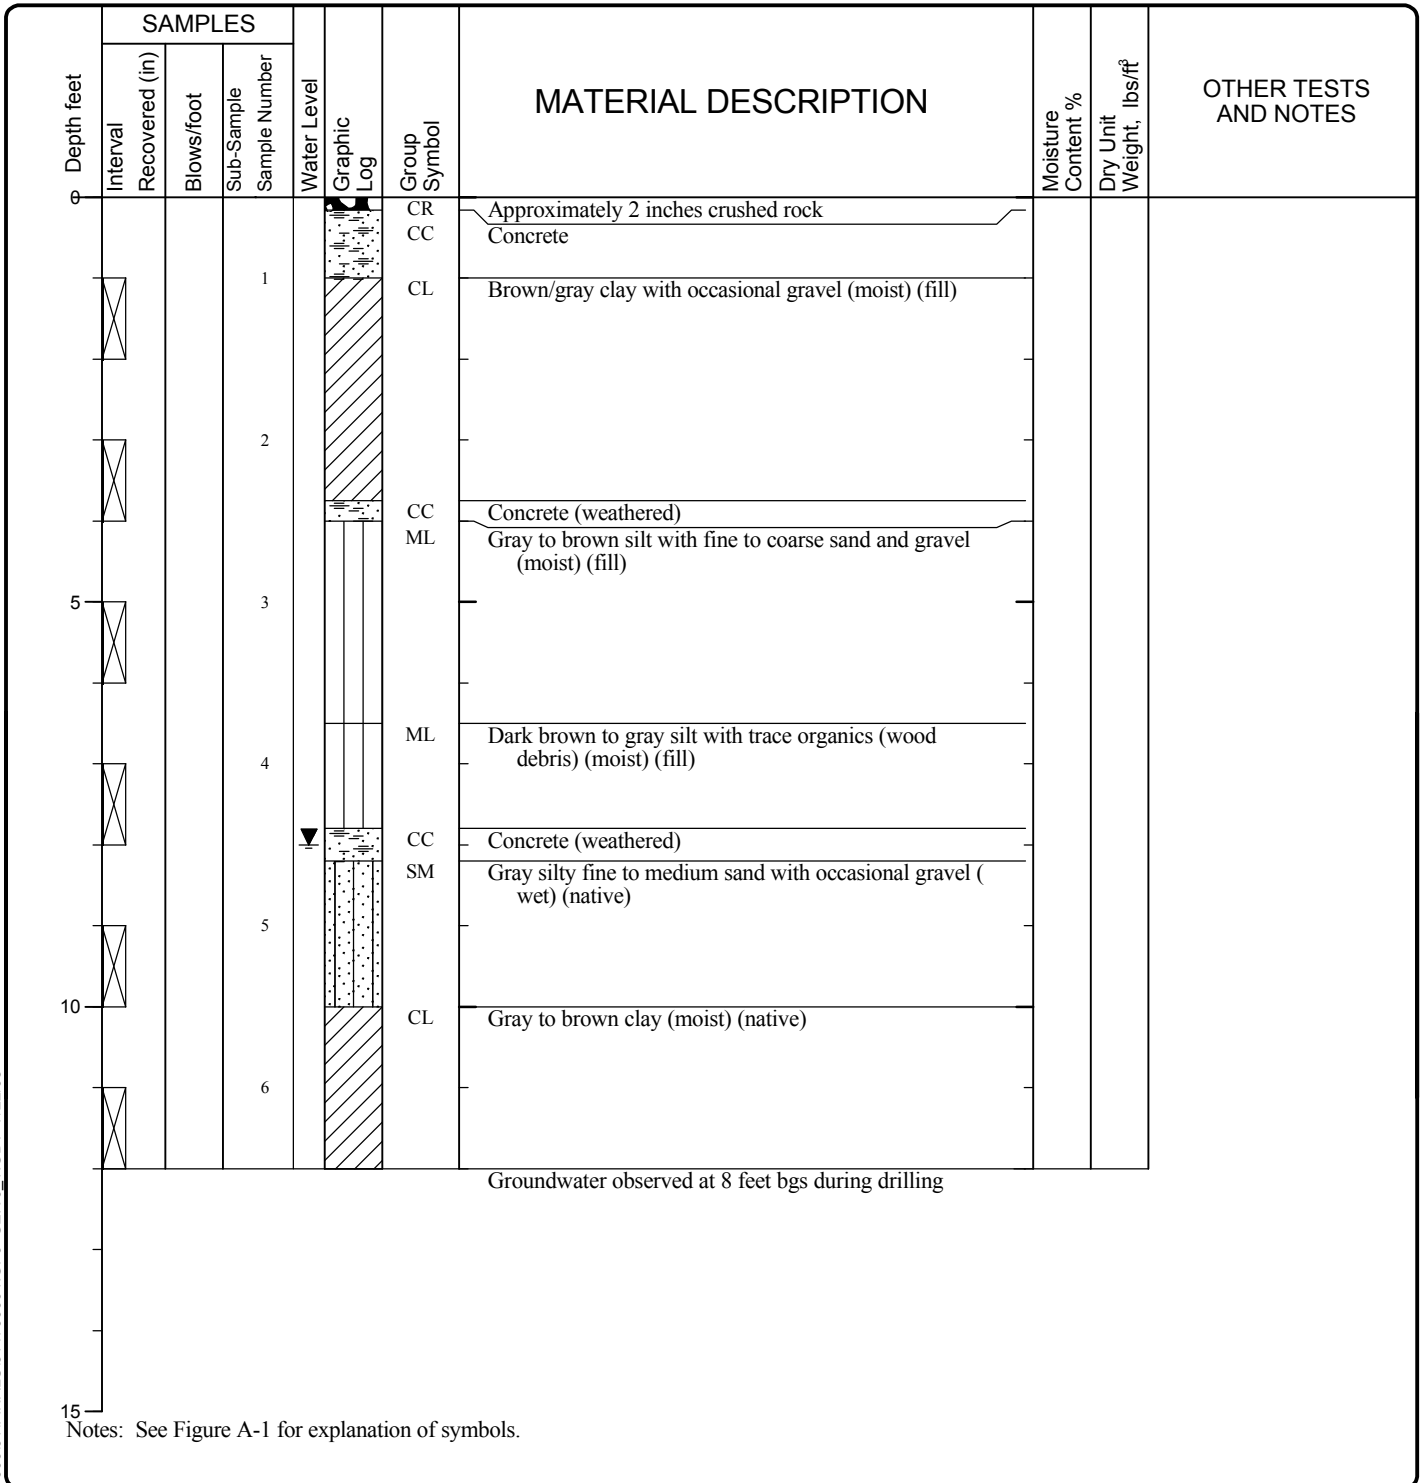 SAMPLES
Depth feet
Interval
Recovered (in)
Blows/foot
Sub-Sample
Sample Number
Water Level
Graphic
Log
Group
Symbol
MATERIAL DESCRIPTION
Moisture
Content %
Dry Unit
Weight, lbs/ft³
OTHER TESTS
AND NOTES
0
CR Approximately 2 inches crushed rock
CC Concrete
1
CL Brown/gray clay with occasional gravel (moist) (fill)
2
CC Concrete (weathered)
ML Gray to brown silt with fine to coarse sand and gravel
(moist) (fill)
5 3
ML Dark brown to gray silt with trace organics (wood
debris) (moist) (fill)
4
CC Concrete (weathered)
SM Gray silty fine to medium sand with occasional gravel (
wet) (native)
5
10
CL Gray to brown clay (moist) (native)
6
Groundwater observed at 8 feet bgs during drilling
15
Notes: See Figure A-1 for explanation of symbols.